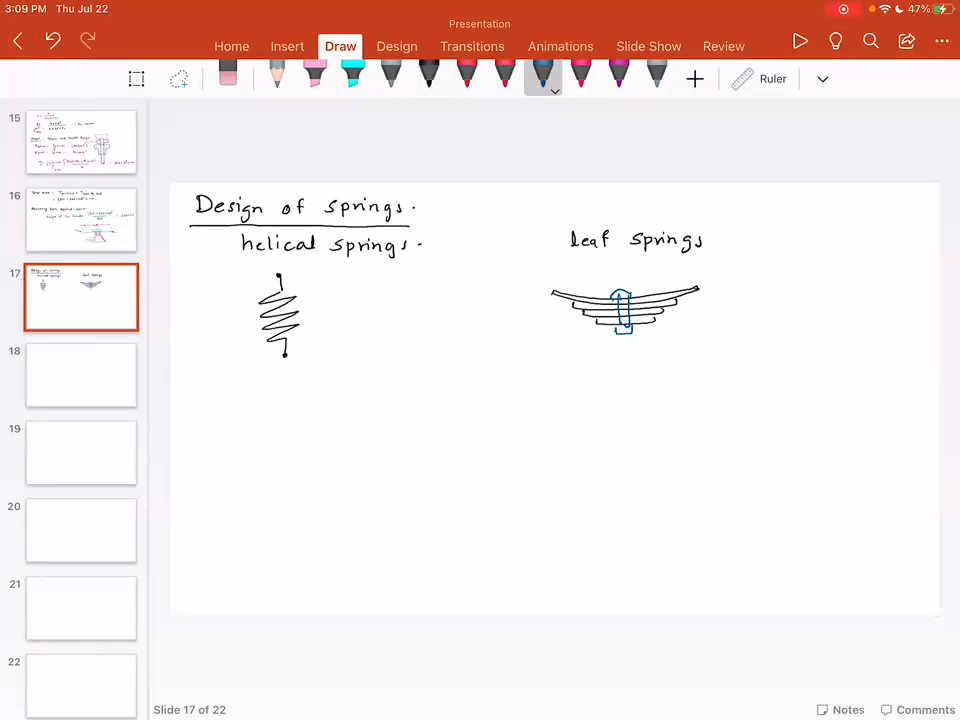 3:09 PM Thu Jul 22
47%
Presentation
Home Insert Draw Design Transitions Animations Slide Show Review
Ruler
15
16
17
18
19
20
21
22
Design of springs.
helical springs.
leaf springs
Slide 17 of 22
Notes
Comments